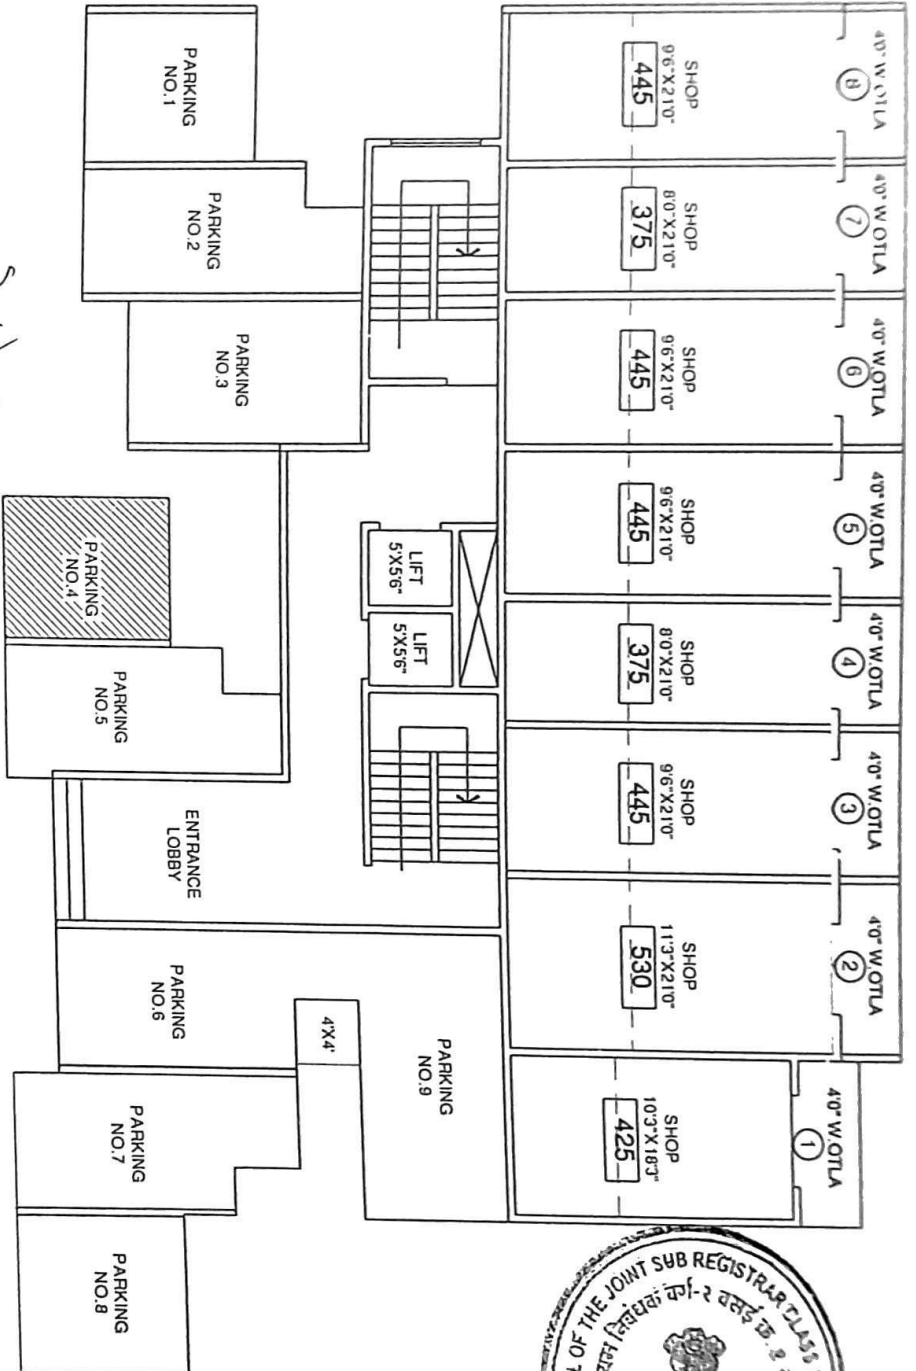 4'0" W.OTLA
8
SHOP
9'6"X21'0"
445
4'0" W.OTLA
7
SHOP
8'0"X21'0"
375
4'0" W.OTLA
6
SHOP
9'6"X21'0"
445
4'0" W.OTLA
5
SHOP
9'6"X21'0"
445
4'0" W.OTLA
4
SHOP
8'0"X21'0"
375
4'0" W.OTLA
3
SHOP
9'6"X21'0"
445
4'0" W.OTLA
2
SHOP
11'3"X21'0"
530
4'0" W.OTLA
1
SHOP
10'3"X18'3"
425
LIFT
5'X5'6"
LIFT
5'X5'6"
PARKING
NO.1
PARKING
NO.2
PARKING
NO.3
PARKING
NO.4
PARKING
NO.5
ENTRANCE
LOBBY
PARKING
NO.6
4'X4'
PARKING
NO.9
PARKING
NO.7
PARKING
NO.8
OF THE JOINT SUB REGISTRAR CLASS
निबंधक वर्ग-२ वसई क्र.